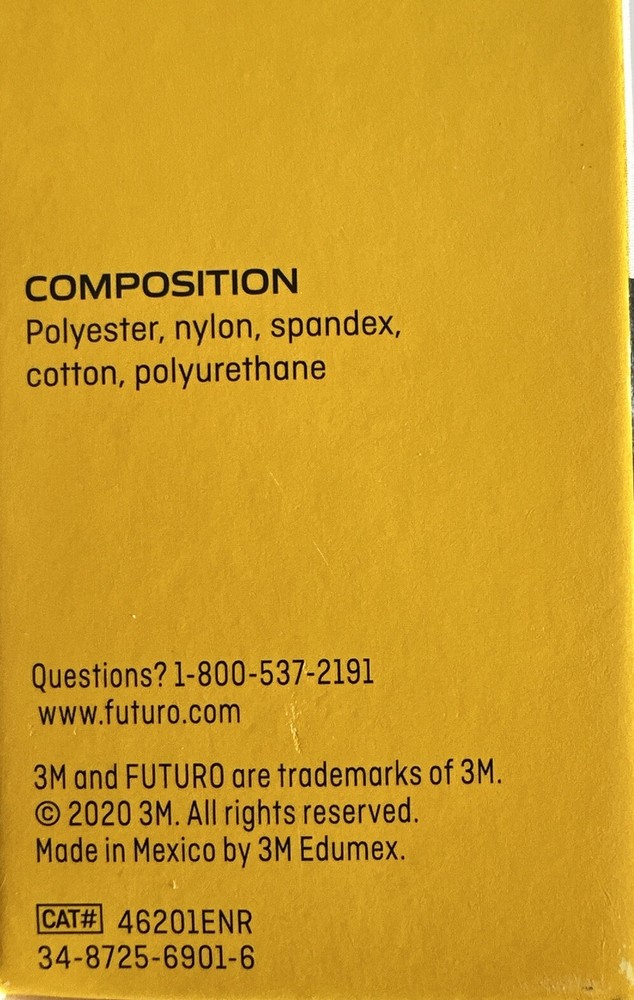 COMPOSITION
Polyester, nylon, spandex,
cotton, polyurethane
Questions? 1-800-537-2191
www.futuro.com
3M and FUTURO are trademarks of 3M.
© 2020 3M. All rights reserved.
Made in Mexico by 3M Edumex.
CAT# 46201ENR
34-8725-6901-6